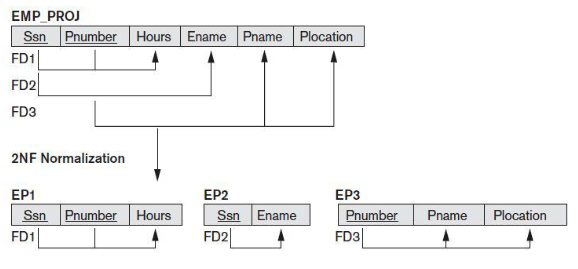 EMP_PROJ
Ssn Pnumber Hours Ename Pname Plocation
FD1
FD2
FD3
2NF Normalization
EP1 EP2 EP3
Ssn Pnumber Hours Ssn Ename Pnumber Pname Plocation
FD1 FD2 FD3